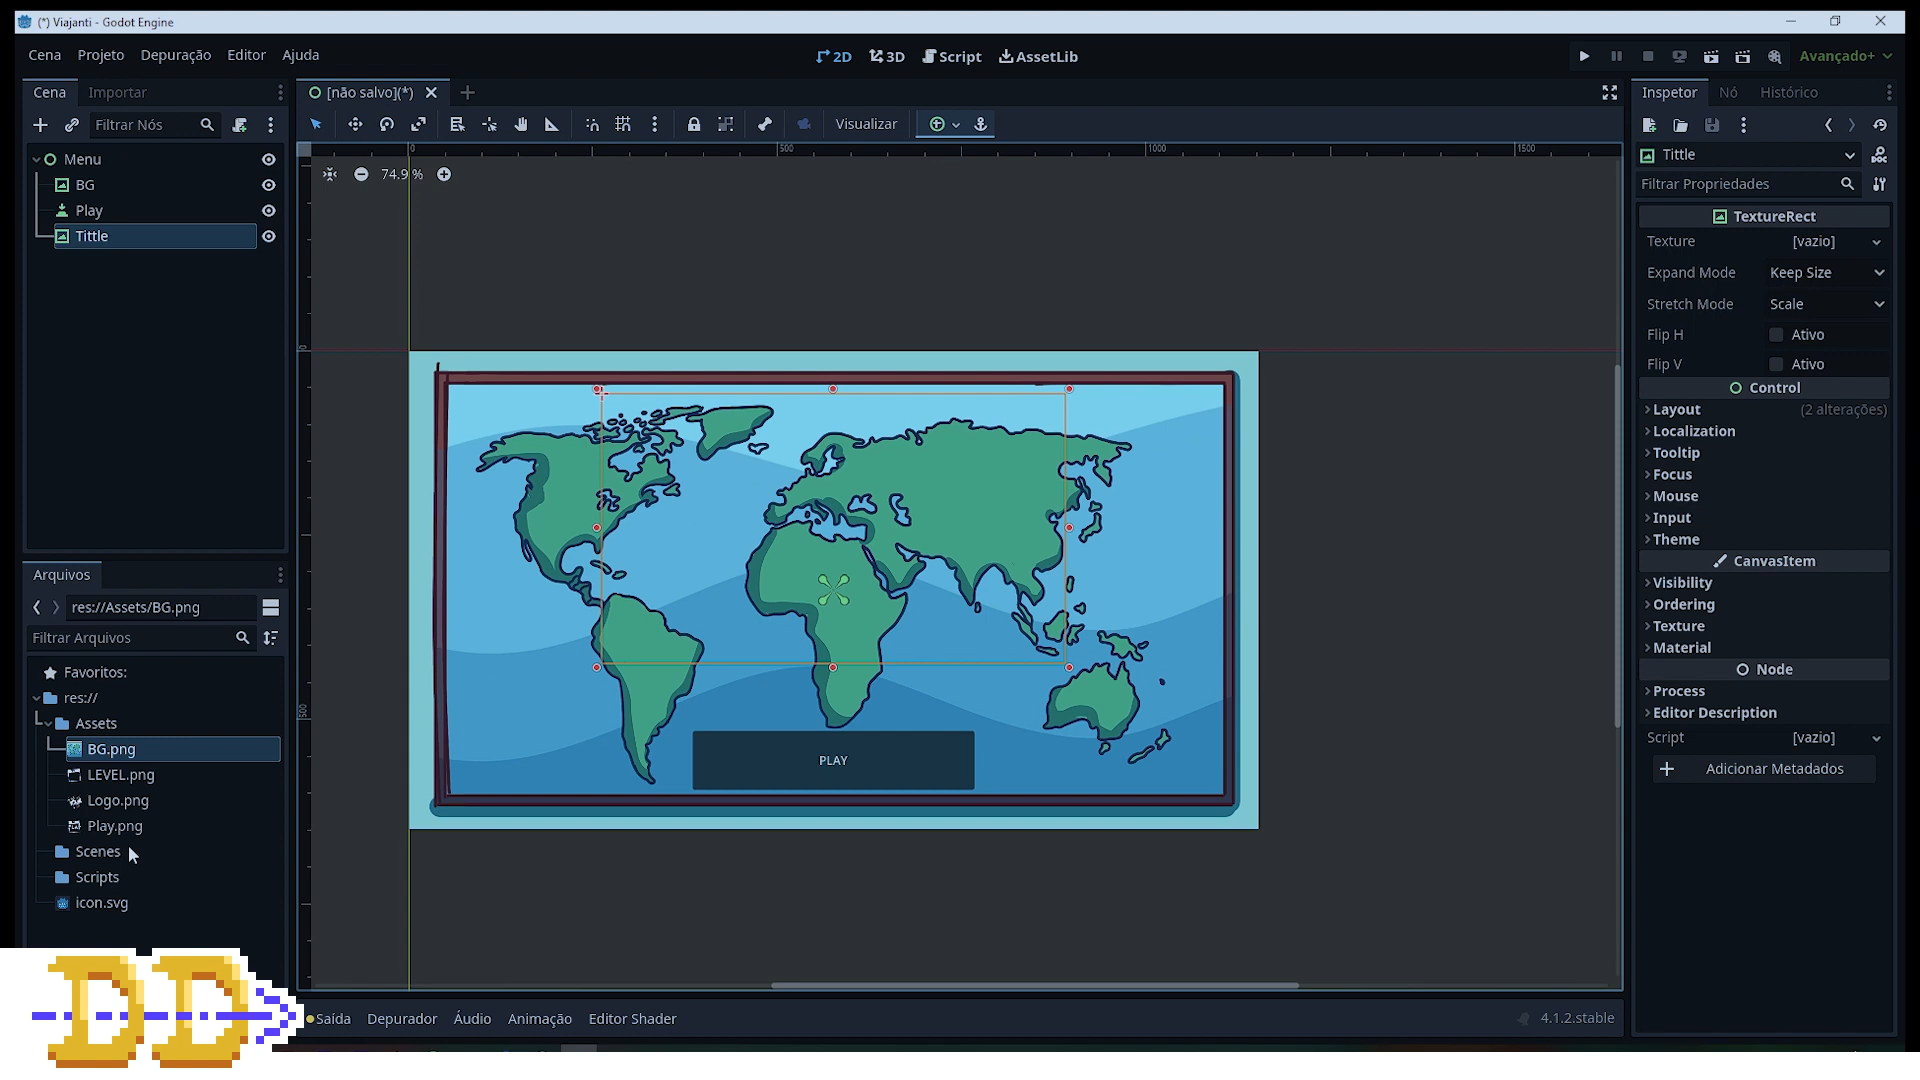 (*) Viajanti - Godot Engine
Cena Projeto Depuração Editor Ajuda
2D 3D Script AssetLib
Avançado+
Cena Importar
[não salvo](*)
Inspetor Nó Histórico
Filtrar Nós
Visualizar
Menu
BG
Play
Tittle
0 500 1000 1500
74.9 %
0
500
PLAY
Tittle
Filtrar Propriedades
TextureRect
Texture [vazio]
Expand Mode Keep Size
Stretch Mode Scale
Flip H Ativo
Flip V Ativo
Control
Layout (2 alterações)
Localization
Tooltip
Focus
Mouse
Input
Theme
CanvasItem
Visibility
Ordering
Texture
Material
Node
Process
Editor Description
Script [vazio]
Adicionar Metadados
Arquivos
res://Assets/BG.png
Filtrar Arquivos
Favoritos:
res://
Assets
BG.png
LEVEL.png
Logo.png
Play.png
Scenes
Scripts
icon.svg
DD
Saída Depurador Áudio Animação Editor Shader
4.1.2.stable